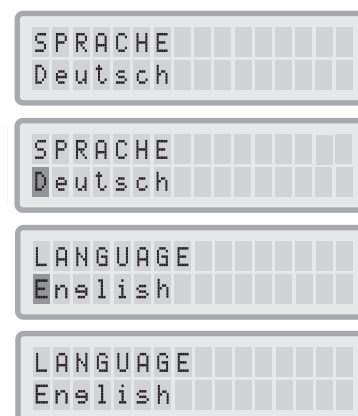 SPRACHE
Deutsch
SPRACHE
Deutsch
LANGUAGE
English
LANGUAGE
English